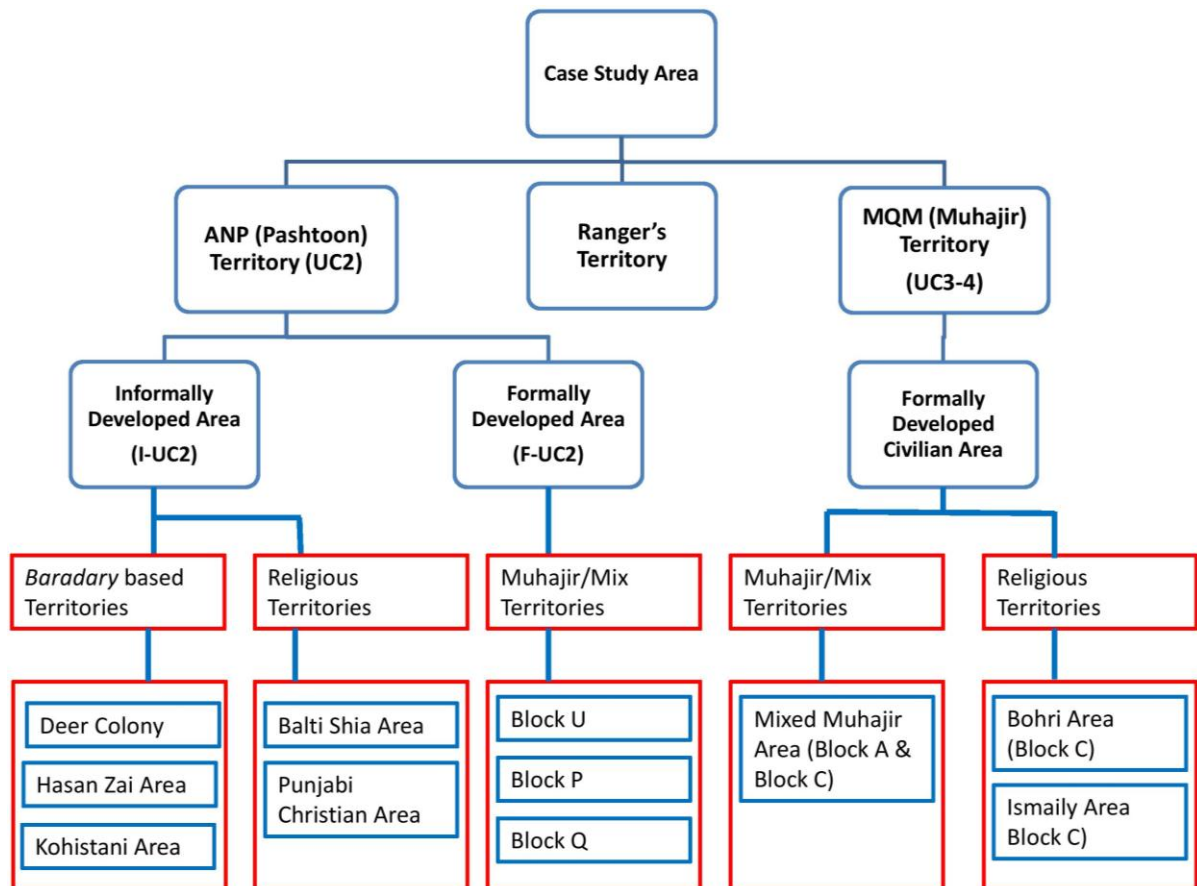 Case Study Area
ANP (Pashtoon)
Territory (UC2)
Ranger's
Territory
MQM (Muhajir)
Territory
(UC3-4)
Informally
Developed Area
(I-UC2)
Formally
Developed Area
(F-UC2)
Formally
Developed
Civilian Area
Baradary based
Territories
Religious
Territories
Muhajir/Mix
Territories
Muhajir/Mix
Territories
Religious
Territories
Deer Colony
Hasan Zai Area
Kohistani Area
Balti Shia Area
Punjabi
Christian Area
Block U
Block P
Block Q
Mixed Muhajir
Area (Block A &
Block C)
Bohri Area
(Block C)
Ismaily Area
Block C)